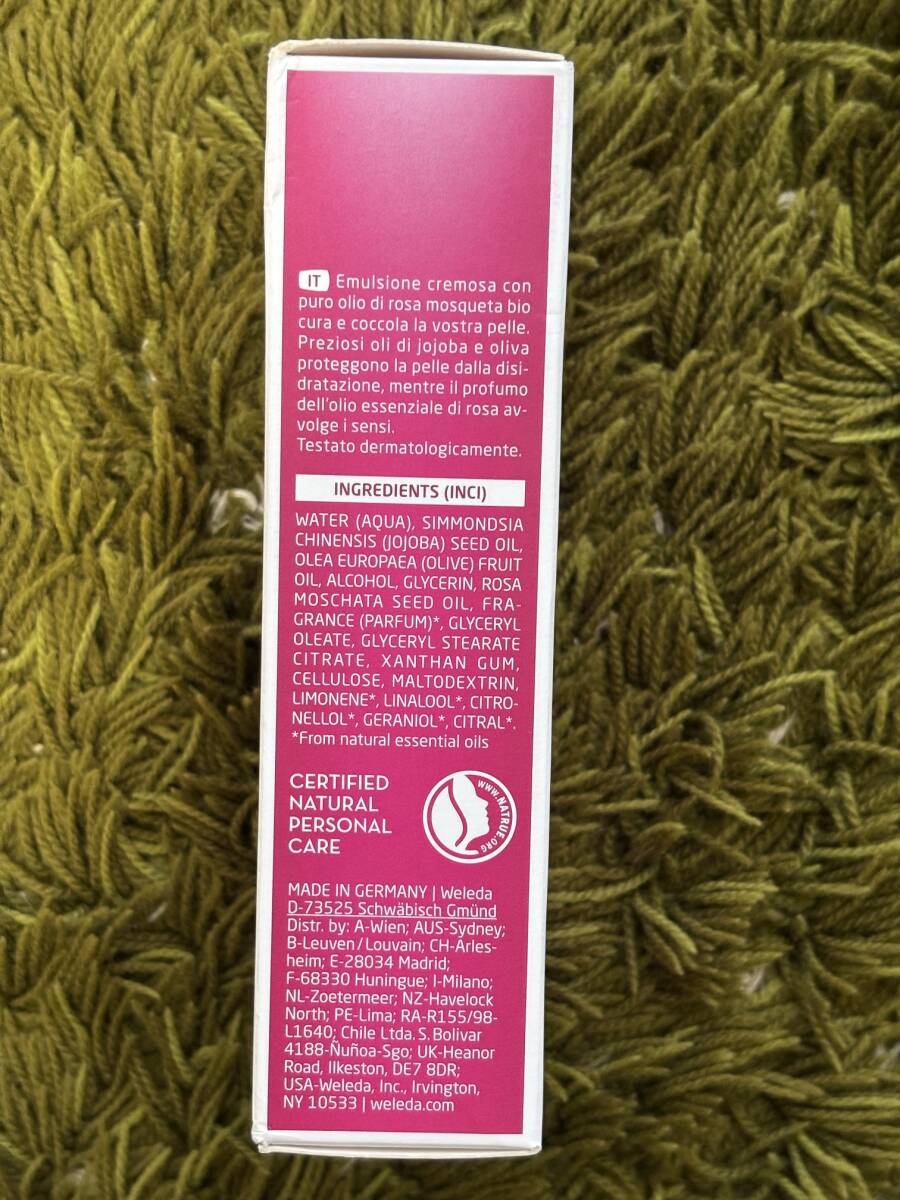 IT Emulsione cremosa con
puro olio di rosa mosqueta bio
cura e coccola la vostra pelle.
Preziosi oli di jojoba e oliva
proteggono la pelle dalla disi-
dratazione, mentre il profumo
dell'olio essenziale di rosa av-
volge i sensi.
Testato dermatologicamente.
INGREDIENTS (INCI)
WATER (AQUA), SIMMONDSIA
CHINENSIS (JOJOBA) SEED OIL,
OLEA EUROPAEA (OLIVE) FRUIT
OIL, ALCOHOL, GLYCERIN, ROSA
MOSCHATA SEED OIL, FRA-
GRANCE (PARFUM)*, GLYCERYL
OLEATE, GLYCERYL STEARATE
CITRATE, XANTHAN GUM,
CELLULOSE, MALTODEXTRIN,
LIMONENE*, LINALOOL*, CITRO-
NELLOL*, GERANIOL*, CITRAL*.
*From natural essential oils
CERTIFIED
NATURAL
PERSONAL
CARE
WWW.NATRUE.ORG
MADE IN GERMANY | Weleda
D-73525 Schwäbisch Gmünd
Distr. by: A-Wien; AUS-Sydney;
B-Leuven/Louvain; CH-Arles-
heim; E-28034 Madrid;
F-68330 Huningue; I-Milano;
NL-Zoetermeer; NZ-Havelock
North; PE-Lima; RA-R155/98-
L1640; Chile Ltda. S. Bolivar
4188-Ñuñoa-Sgo; UK-Heanor
Road, Ilkeston, DE7 8DR;
USA-Weleda, Inc., Irvington,
NY 10533 | weleda.com